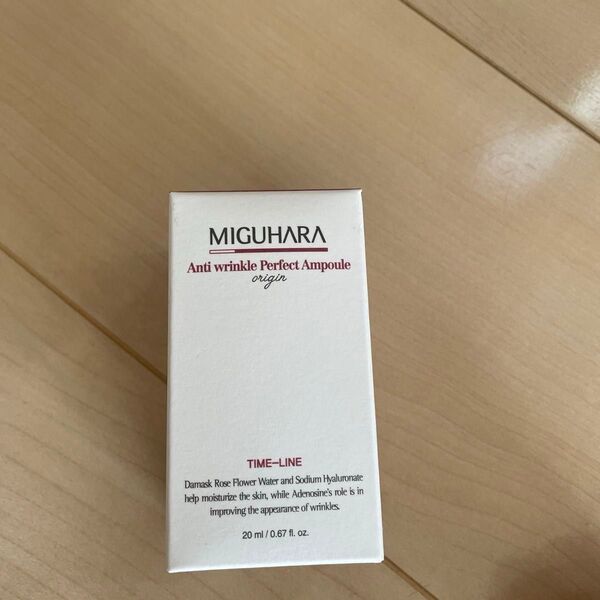 MIGUHARA
Anti wrinkle Perfect Ampoule
origin
TIME-LINE
Damask Rose Flower Water and Sodium Hyaluronate
help moisturize the skin, while Adenosine's role is in
improving the appearance of wrinkles.
20 ml / 0.67 fl. oz.